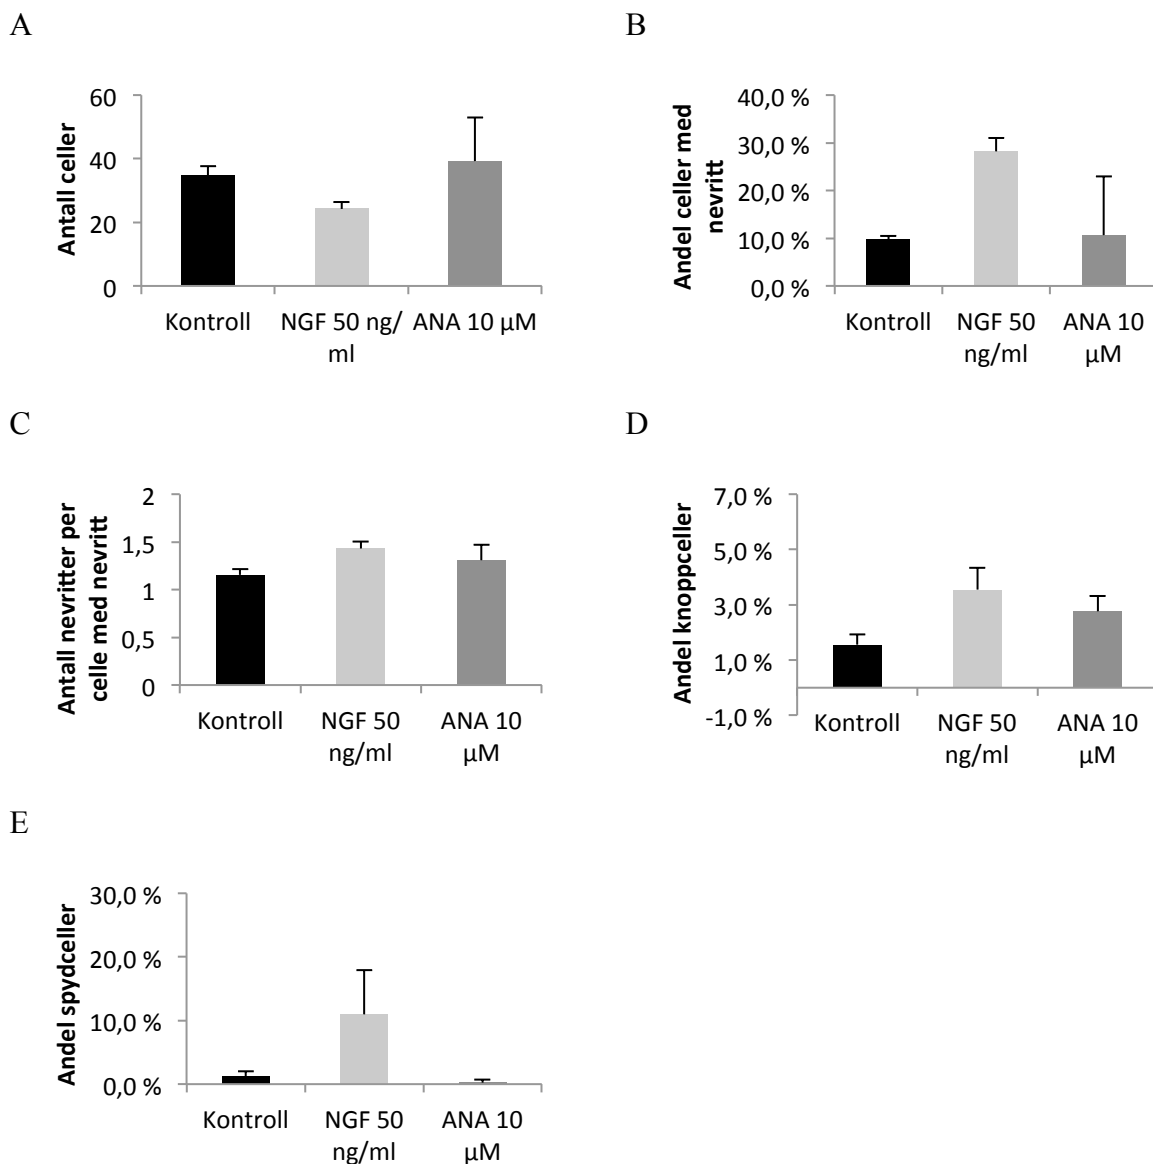 A
Antall celler
60
40
20
0
Kontroll
NGF 50 ng/
ml
ANA 10 µM
B
Andel celler med
nevritt
40,0 %
30,0 %
20,0 %
10,0 %
0,0 %
Kontroll
NGF 50
ng/ml
ANA 10
µM
C
Antall nevritter per
celle med nevritt
2
1,5
1
0,5
0
Kontroll
NGF 50
ng/ml
ANA 10
µM
D
Andel knoppceller
7,0 %
5,0 %
3,0 %
1,0 %
-1,0 %
Kontroll
NGF 50
ng/ml
ANA 10
µM
E
Andel spydceller
30,0 %
20,0 %
10,0 %
0,0 %
Kontroll
NGF 50
ng/ml
ANA 10
µM